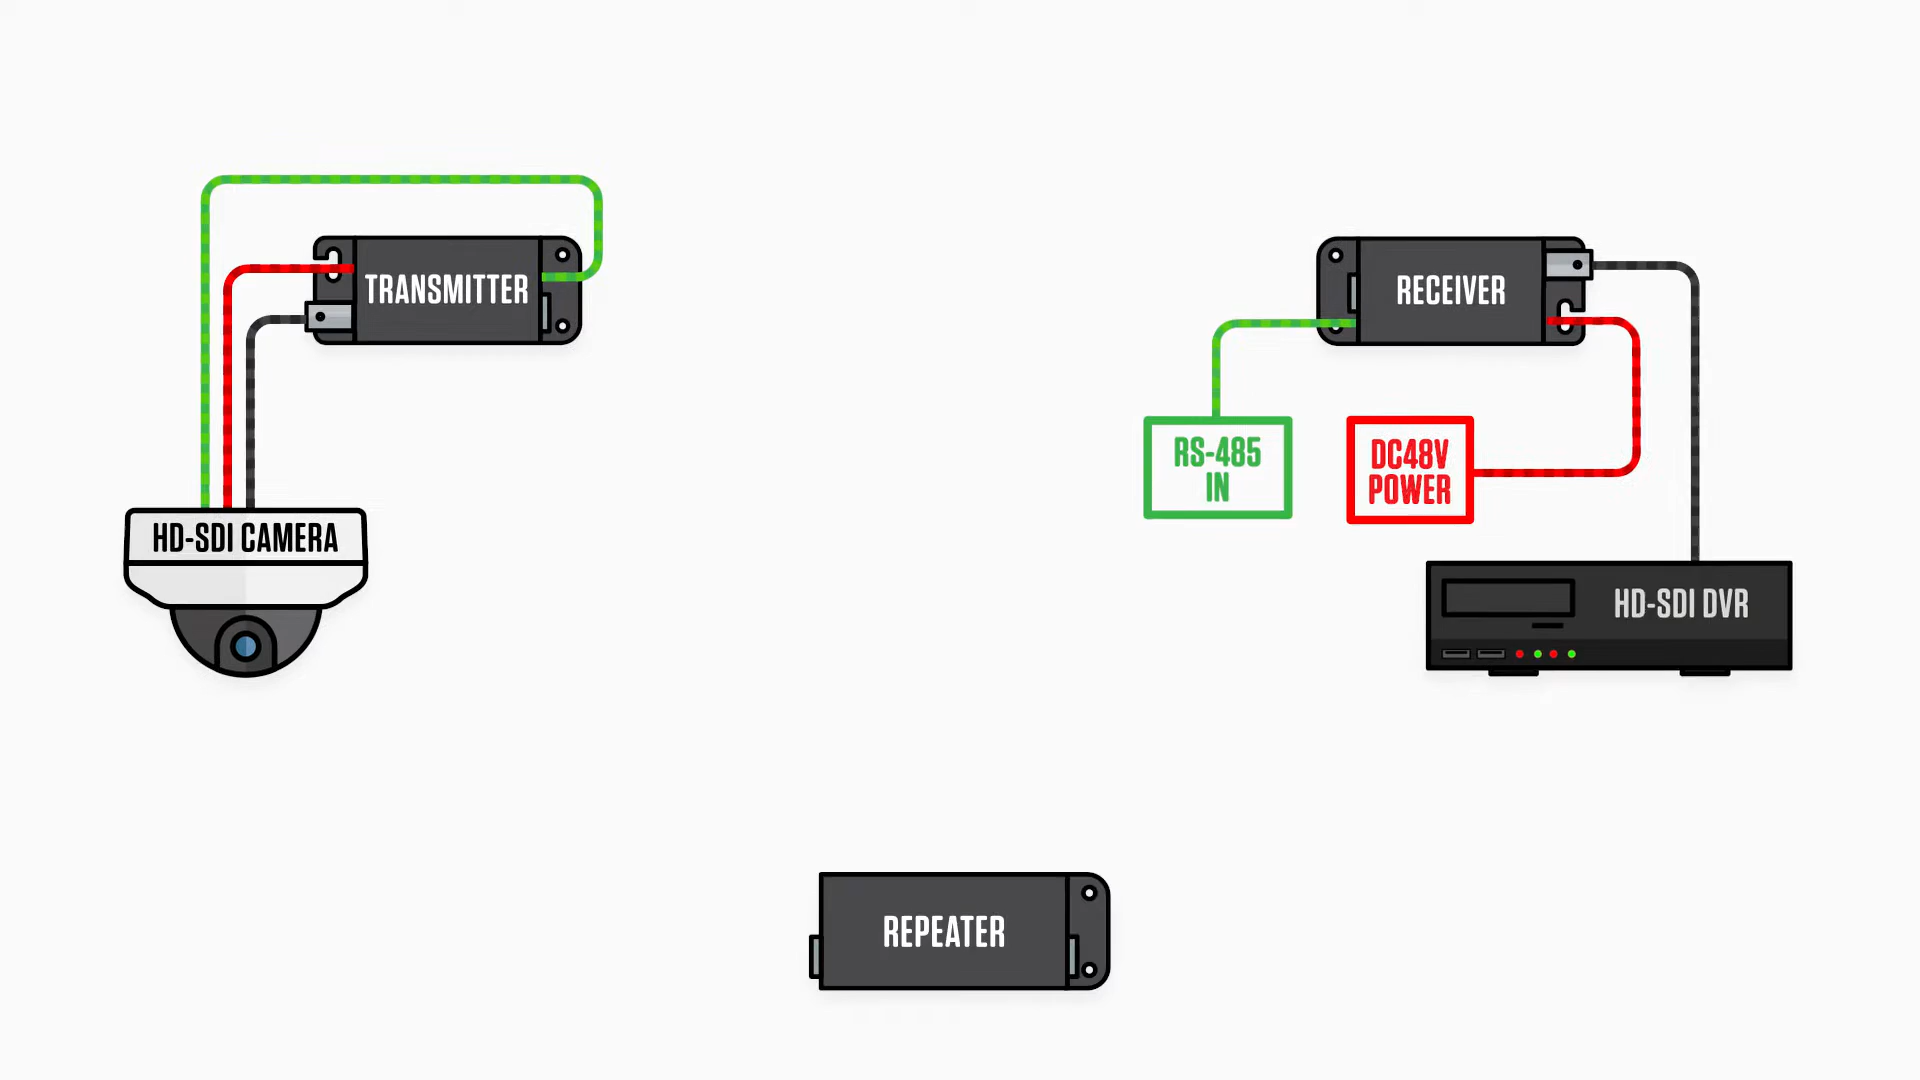 TRANSMITTER
RECEIVER
RS-485
IN
DC48V
POWER
HD-SDI CAMERA
HD-SDI DVR
REPEATER